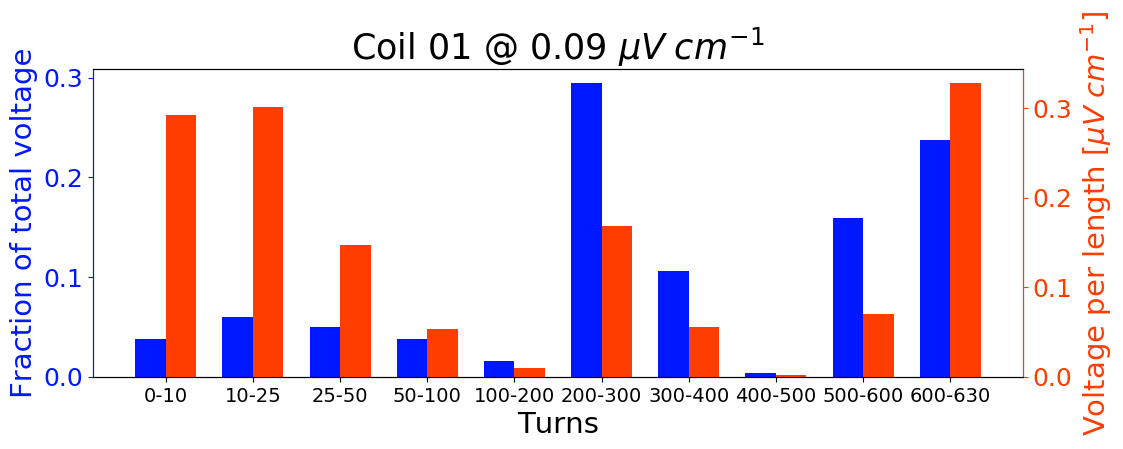 Coil 01 @ 0.09 μV cm⁻¹
Fraction of total voltage
0.3
0.2
0.1
0.0
Voltage per length [μV cm⁻¹]
0.3
0.2
0.1
0.0
0-10 10-25 25-50 50-100 100-200 200-300 300-400 400-500 500-600 600-630
Turns